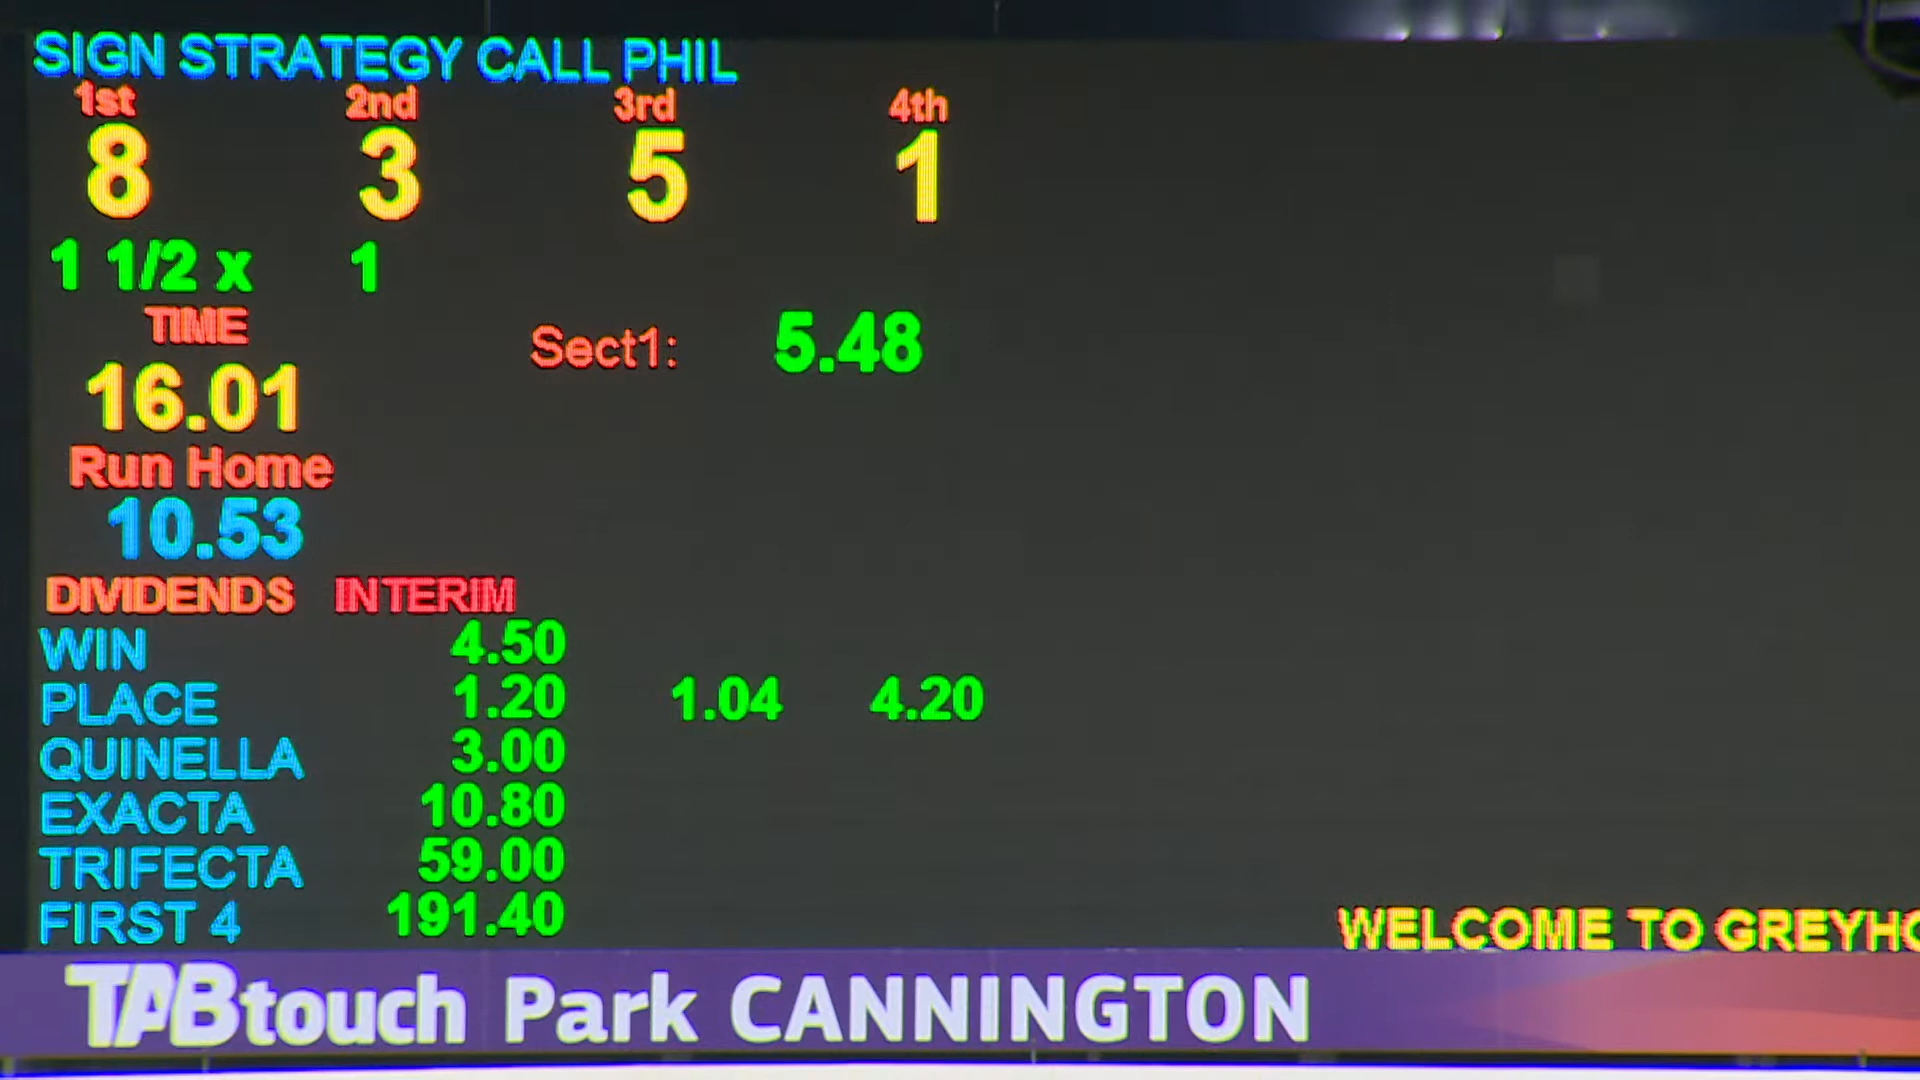 SIGN STRATEGY CALL PHIL
1st 2nd 3rd 4th
8 3 5 1
1 1/2 x 1
TIME
Sect1: 5.48
16.01
Run Home
10.53
DIVIDENDS INTERIM
WIN 4.50
PLACE 1.20 1.04 4.20
QUINELLA 3.00
EXACTA 10.80
TRIFECTA 59.00
FIRST 4 191.40
WELCOME TO GREYHO
TABtouch Park CANNINGTON